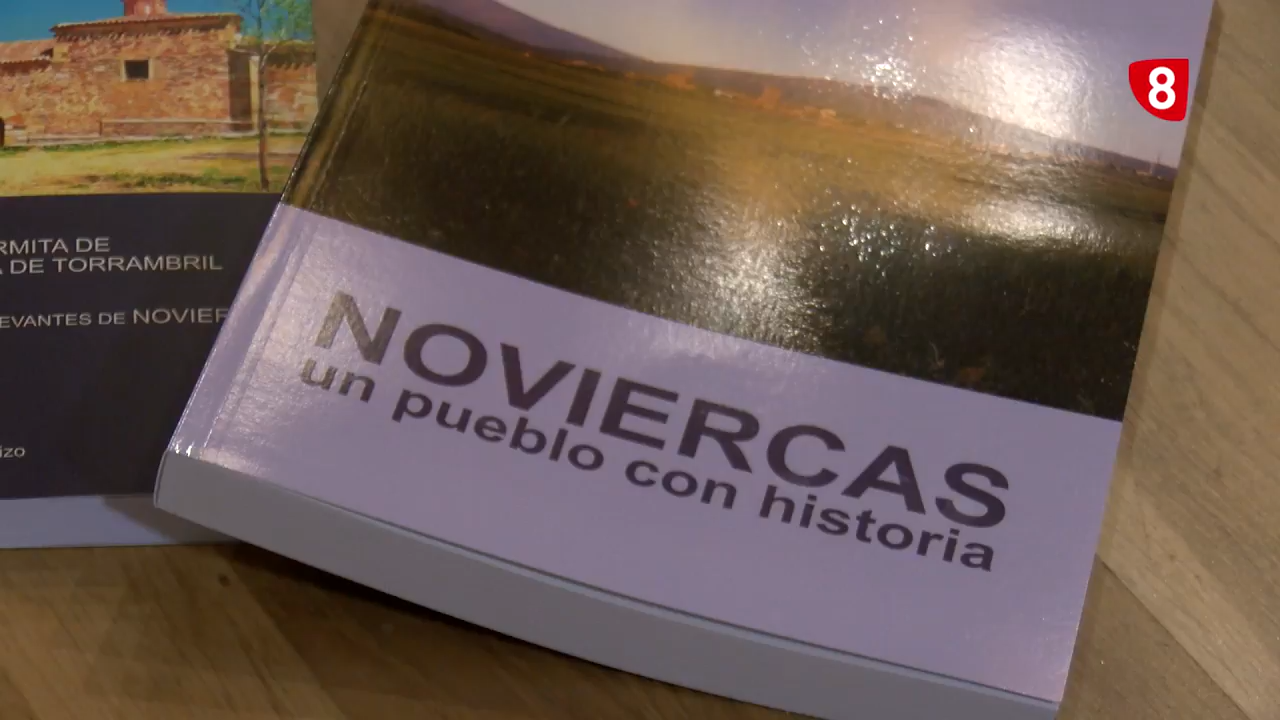 8
RMITA DE
A DE TORRAMBRIL
EVANTES DE NOVIER
izo
NOVIERCAS
un pueblo con historia